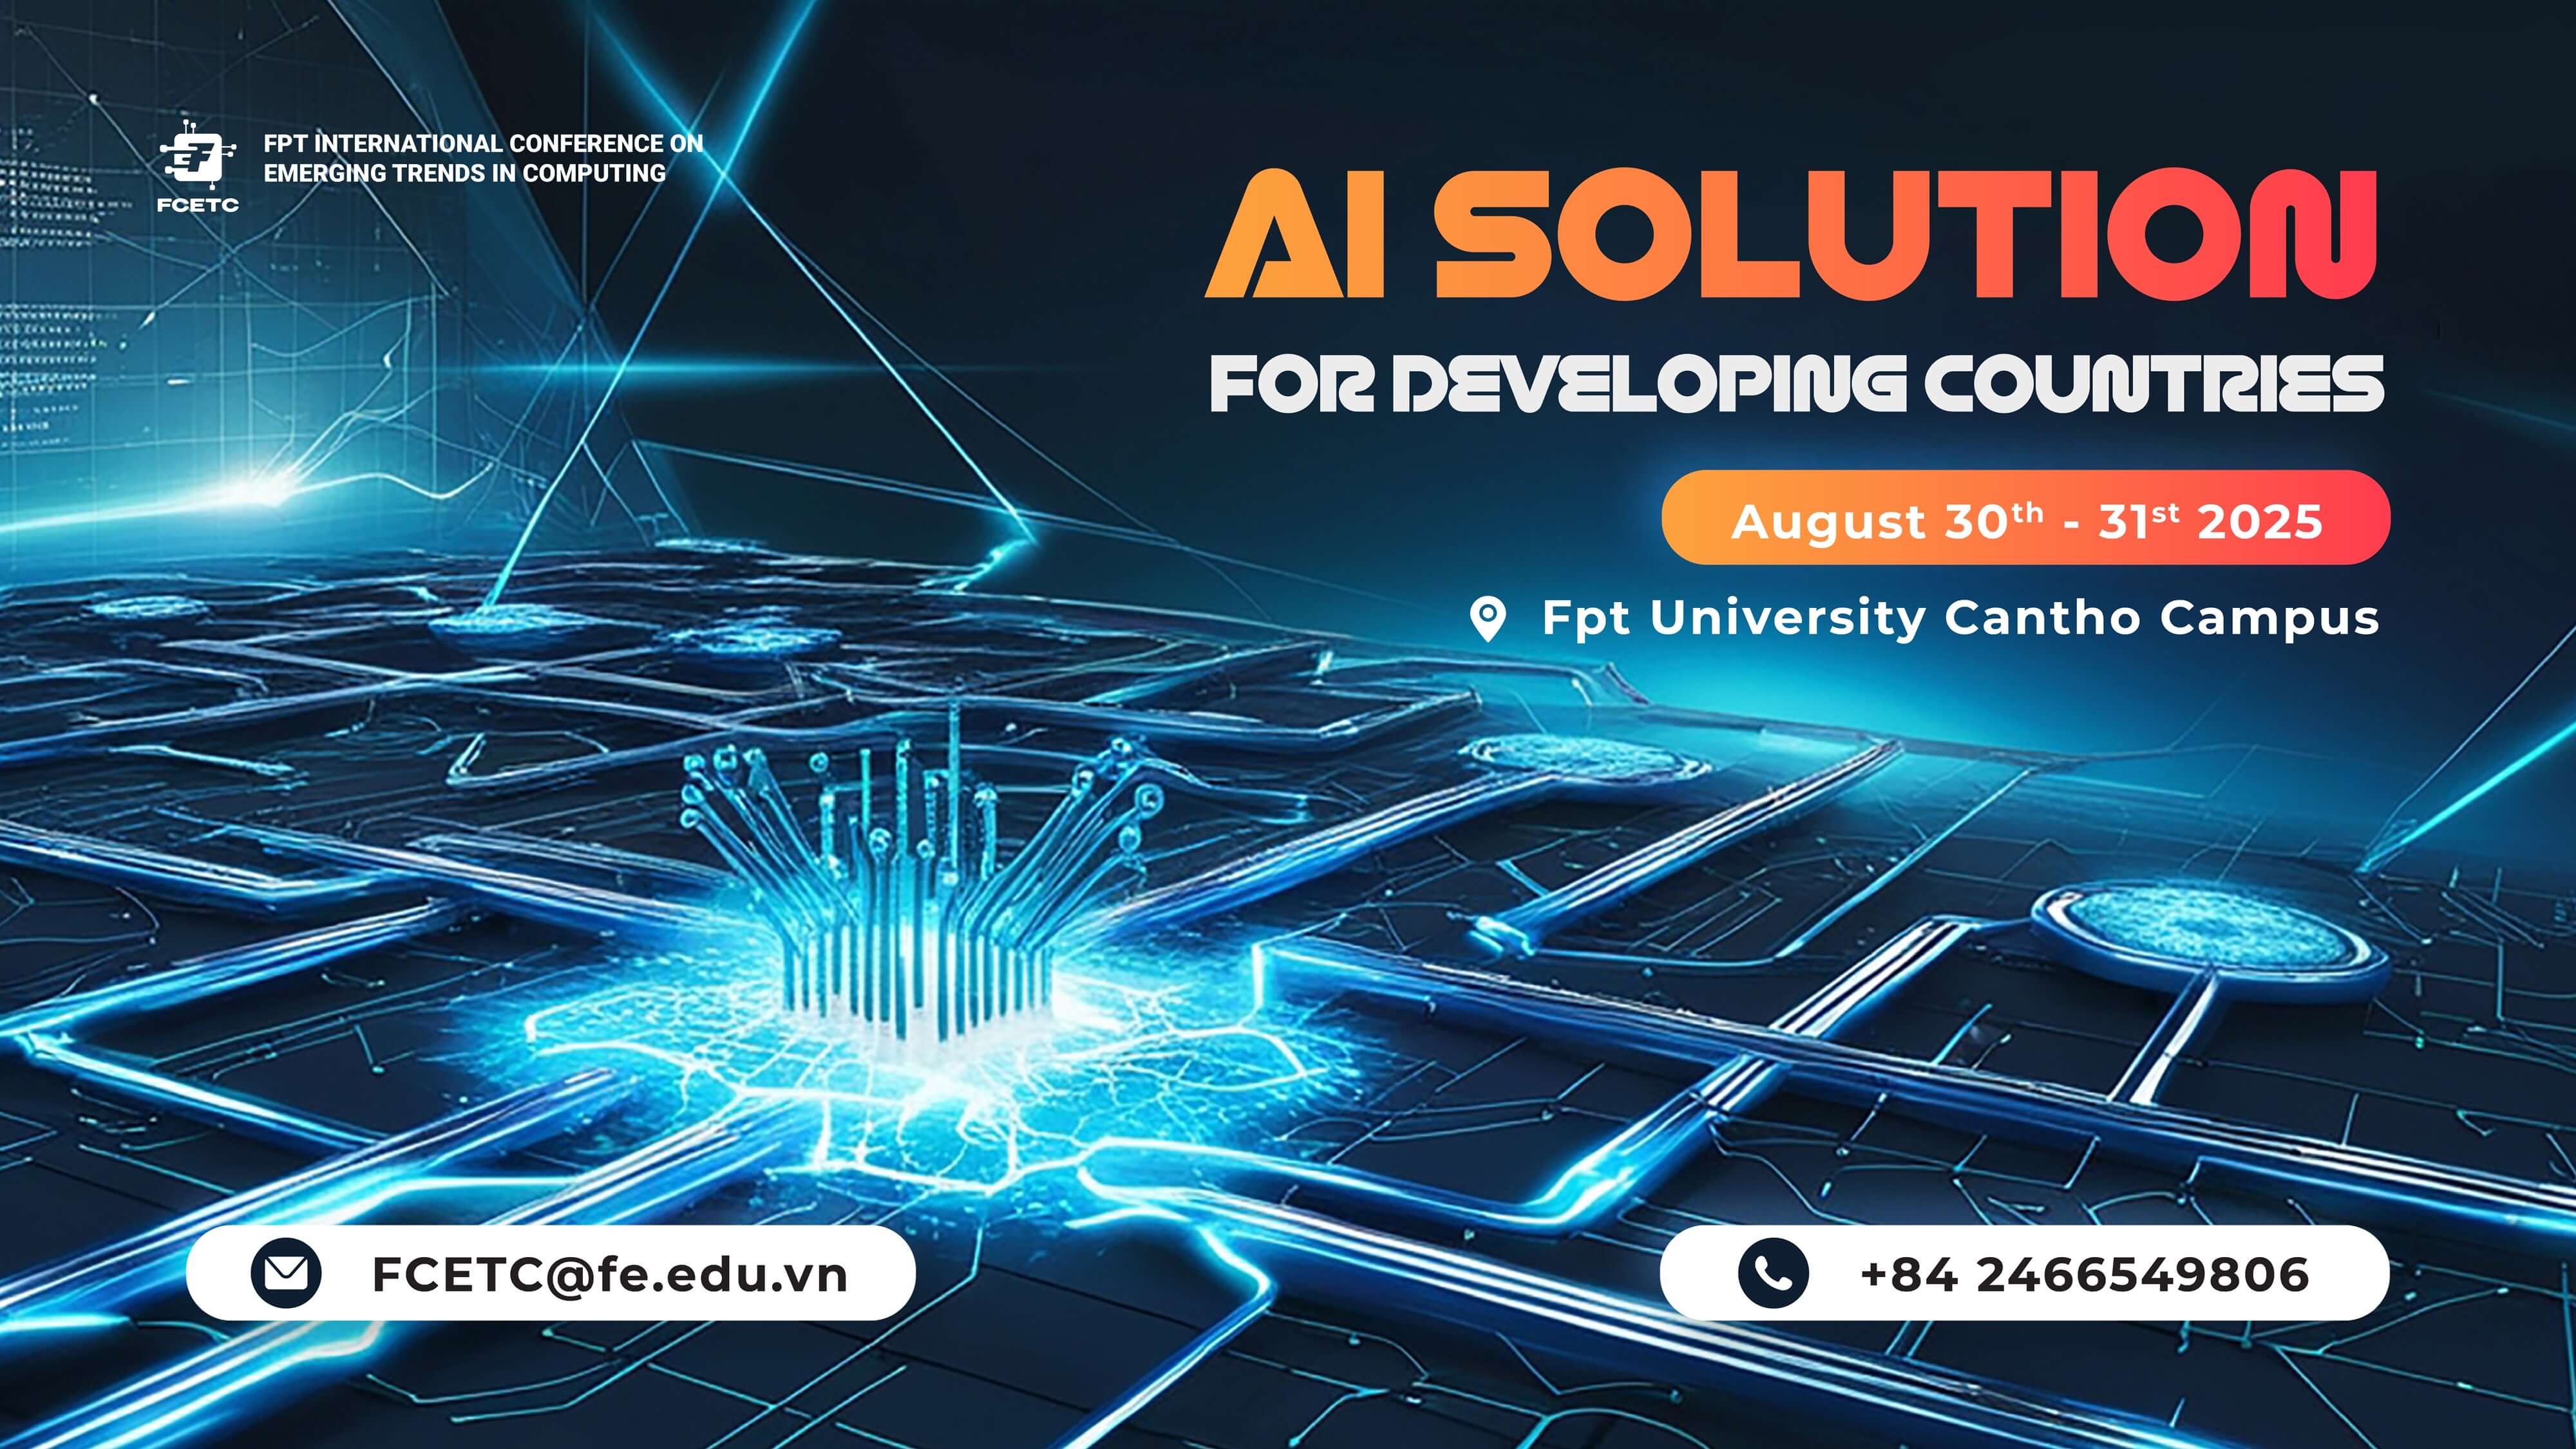 FCETC
FPT INTERNATIONAL CONFERENCE ON
EMERGING TRENDS IN COMPUTING
AI SOLUTION
FOR DEVELOPING COUNTRIES
August 30th - 31st 2025
Fpt University Cantho Campus
FCETC@fe.edu.vn
+84 2466549806